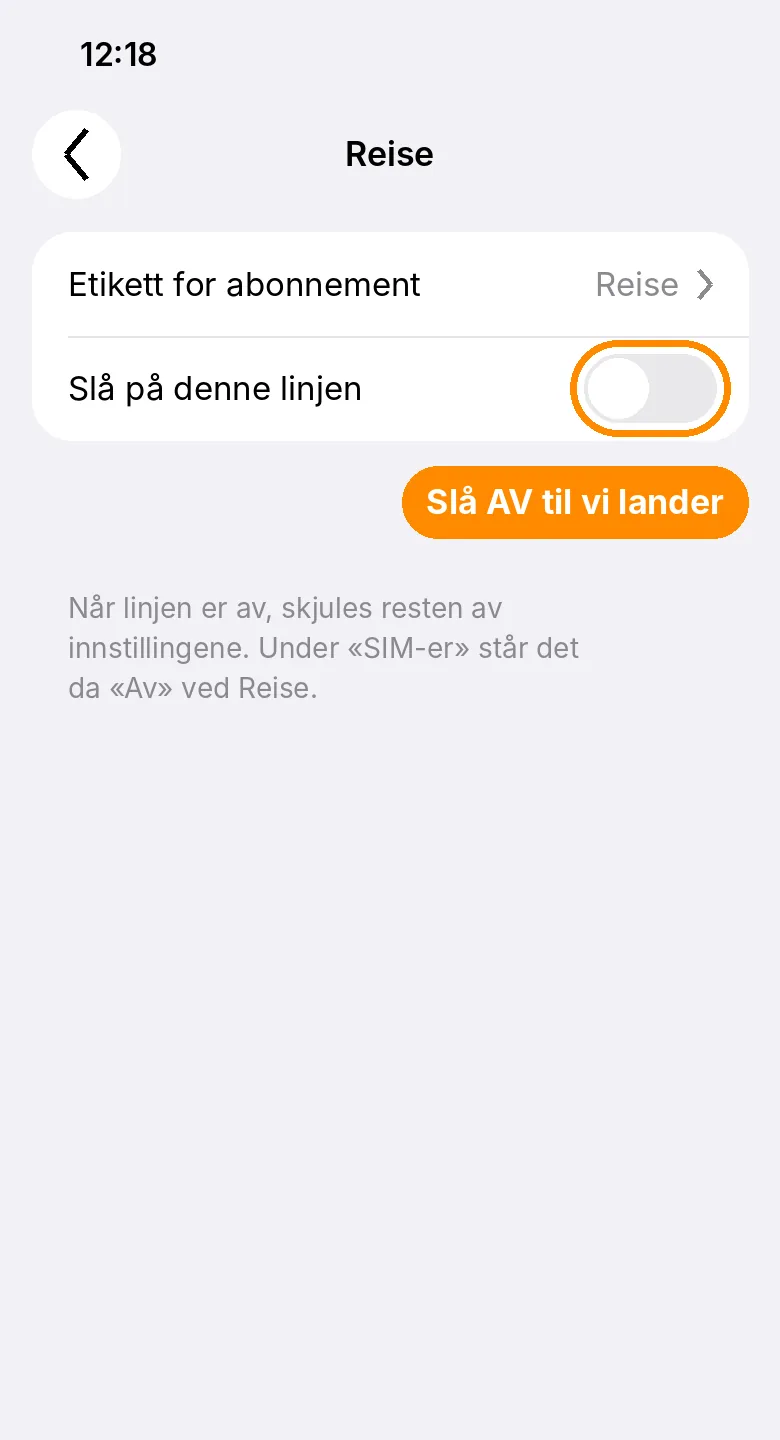 12:18
Reise
Etikett for abonnement Reise
Slå på denne linjen
Slå AV til vi lander
Når linjen er av, skjules resten av
innstillingene. Under «SIM-er» står det
da «Av» ved Reise.